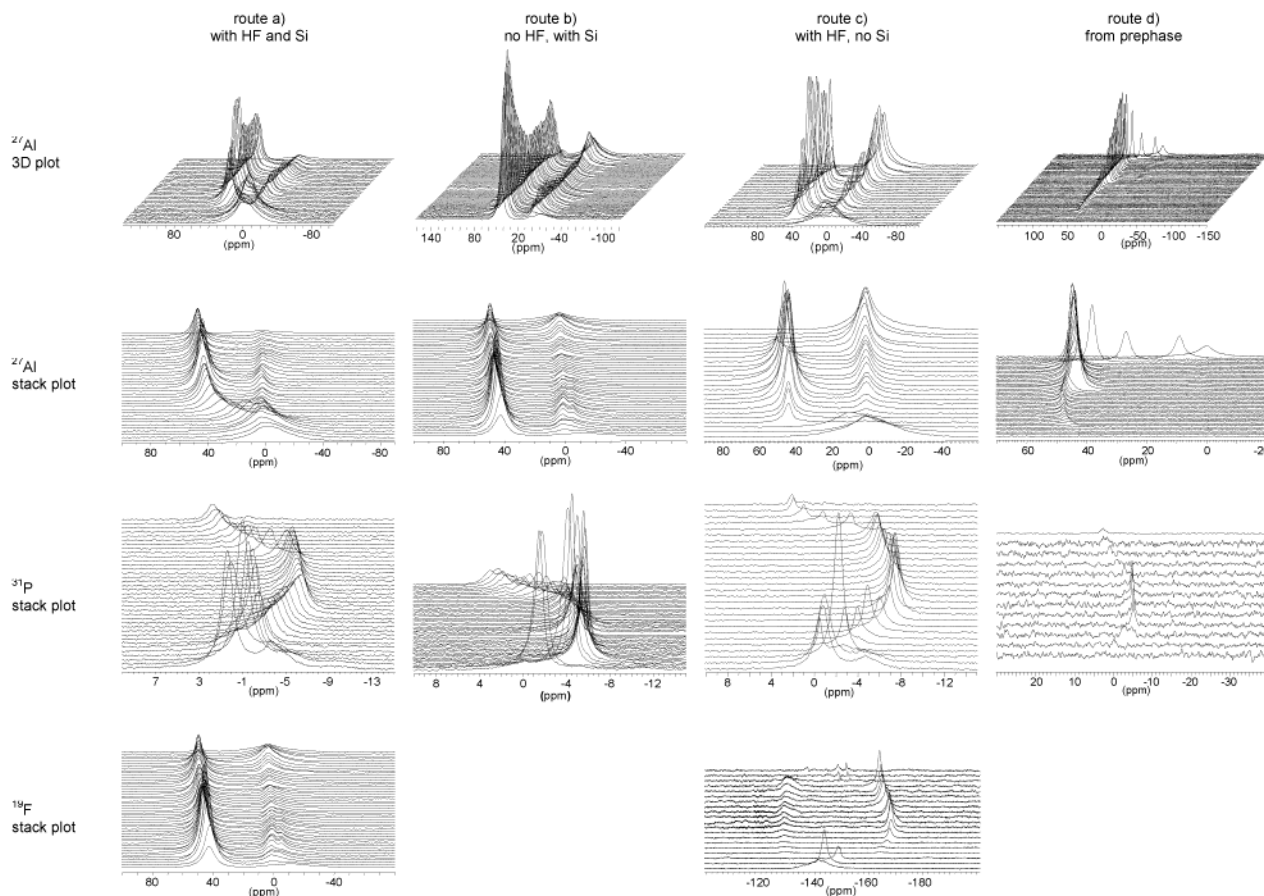 route a)
with HF and Si
route b)
no HF, with Si
route c)
with HF, no Si
route d)
from prephase
²⁷Al
3D plot
80 0 -80
(ppm)
140 80 20 -40 -100
(ppm)
80 40 0 -40 -80
(ppm)
150 100 50 0 -50 -100 -150
(ppm)
²⁷Al
stack plot
80 40 0 -40 -80
(ppm)
80 40 0 -40
(ppm)
80 60 40 20 0 -20 -40
(ppm)
60 40 20 0 -20
(ppm)
³¹P
stack plot
7 3 -1 -5 -9 -13
(ppm)
8 4 0 -4 -8 -12
(ppm)
8 4 0 -4 -8 -12
(ppm)
20 10 0 -10 -20 -30
(ppm)
¹⁹F
stack plot
80 40 0 -40
(ppm)
-120 -140 -160 -180
(ppm)